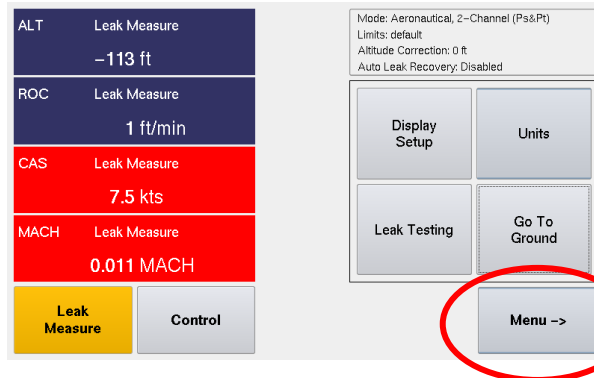 ALT Leak Measure
−113 ft
ROC Leak Measure
1 ft/min
CAS Leak Measure
7.5 kts
MACH Leak Measure
0.011 MACH
Leak
Measure
Control
Mode: Aeronautical, 2−Channel (Ps&Pt)
Limits: default
Altitude Correction: 0 ft
Auto Leak Recovery: Disabled
Display
Setup
Units
Leak Testing
Go To
Ground
Menu −>